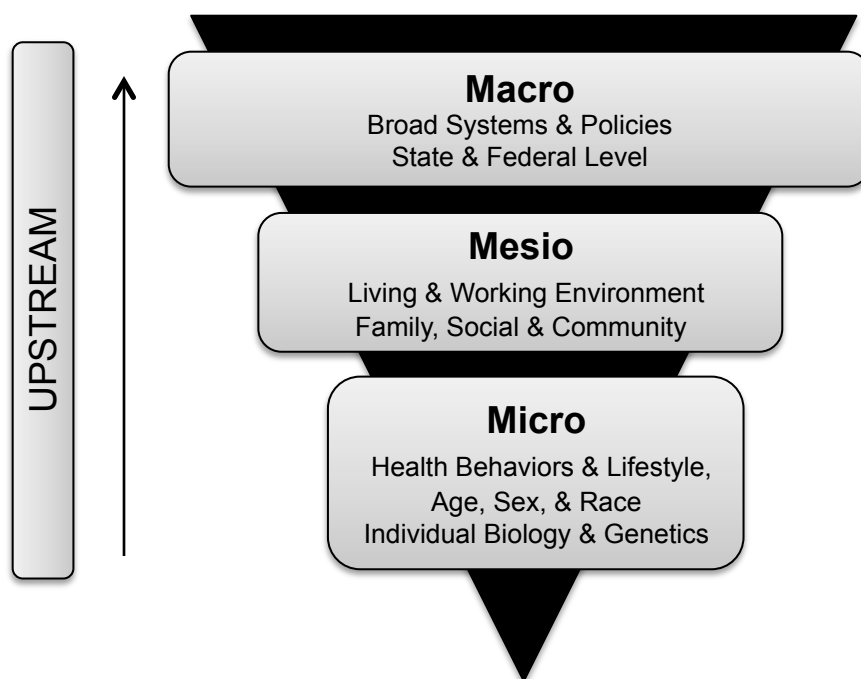 UPSTREAM
Macro
Broad Systems & Policies
State & Federal Level
Mesio
Living & Working Environment
Family, Social & Community
Micro
Health Behaviors & Lifestyle,
Age, Sex, & Race
Individual Biology & Genetics